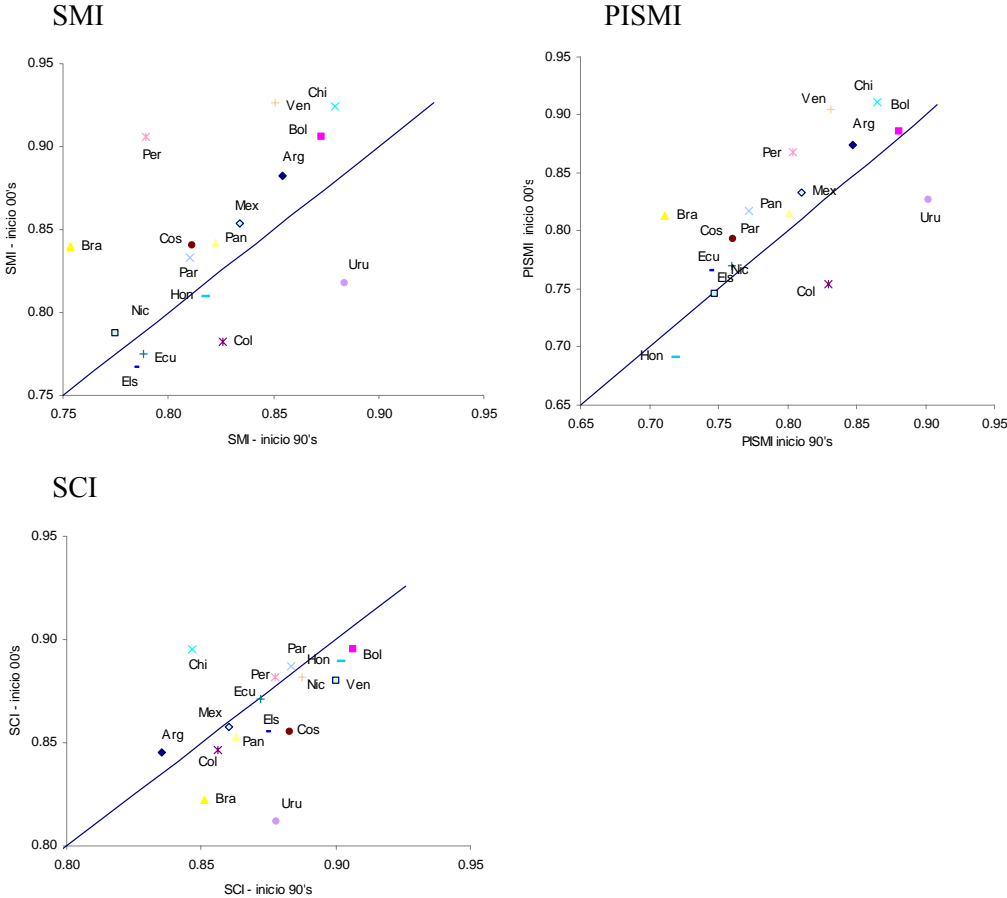 SMI
0.95
Chi
Ven
Bol
0.90
Per
Arg
Mex
0.85
Cos
Pan
Bra
Par
Uru
Hon
0.80
Nic
Col
Ecu
Els
0.75
0.75 0.80 0.85 0.90 0.95
SMI - inicio 90's
SMI - inicio 00's
PISMI
0.95
Chi
Ven
Bol
0.90
Arg
Per
0.85
Mex
Uru
Pan
Bra
0.80
Cos
Par
Ecu
Nic
Els
Col
0.75
0.70
Hon
0.65
0.65 0.70 0.75 0.80 0.85 0.90 0.95
PISMI inicio 90's
PISMI inicio 00's
SCI
0.95
0.90
Par
Hon
Bol
Chi
Per
Nic
Ven
Ecu
Mex
Els
Cos
Arg
Pan
0.85
Col
Bra
Uru
0.80
0.80 0.85 0.90 0.95
SCI - inicio 90's
SCI - inicio 00's